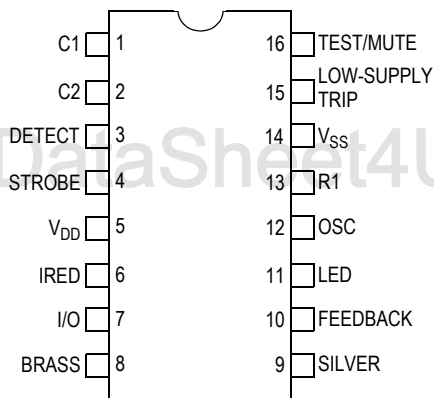 C1 1 16 TEST/MUTE
C2 2 15 LOW-SUPPLY TRIP
DETECT 3 14 VSS
STROBE 4 13 R1
VDD 5 12 OSC
IRED 6 11 LED
I/O 7 10 FEEDBACK
BRASS 8 9 SILVER
DataSheet4U